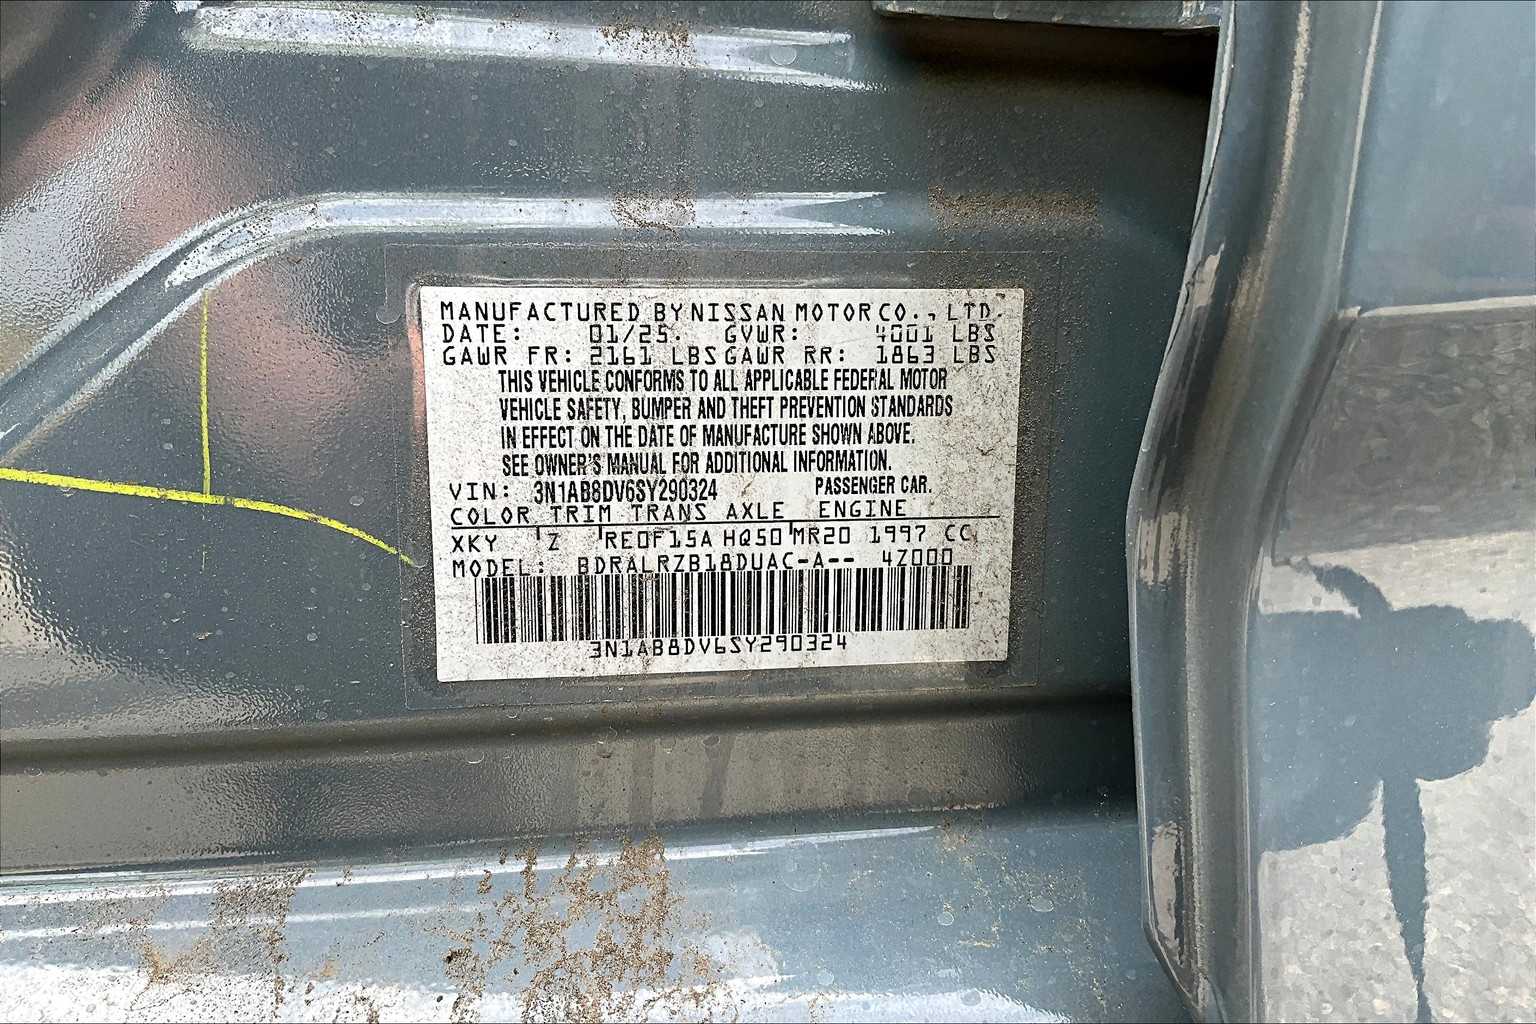 MANUFACTURED BY NISSAN MOTOR CO., LTD.
DATE: 01/25. GVWR: 4001 LBS
GAWR FR: 2161 LBS GAWR RR: 1863 LBS
THIS VEHICLE CONFORMS TO ALL APPLICABLE FEDERAL MOTOR
VEHICLE SAFETY, BUMPER AND THEFT PREVENTION STANDARDS
IN EFFECT ON THE DATE OF MANUFACTURE SHOWN ABOVE.
SEE OWNER'S MANUAL FOR ADDITIONAL INFORMATION.
VIN: 3N1AB8DV6SY290324 PASSENGER CAR.
COLOR TRIM TRANS AXLE ENGINE
XKY Z RE0F15A HQ50 MR20 1997 CC
MODEL: BDRALRZB18DUAC-A-- 4Z000
3N1AB8DV6SY290324